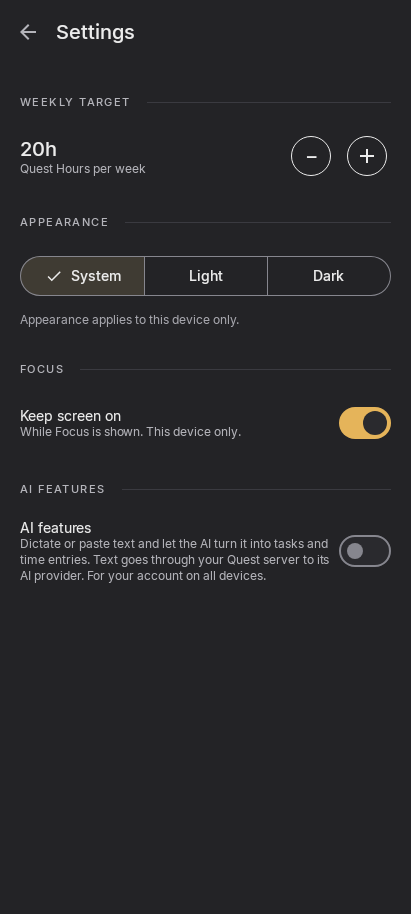 Settings
WEEKLY TARGET
20h
Quest Hours per week
APPEARANCE
System
Light
Dark
Appearance applies to this device only.
FOCUS
Keep screen on
While Focus is shown. This device only.
AI FEATURES
AI features
Dictate or paste text and let the AI turn it into tasks and
time entries. Text goes through your Quest server to its
AI provider. For your account on all devices.